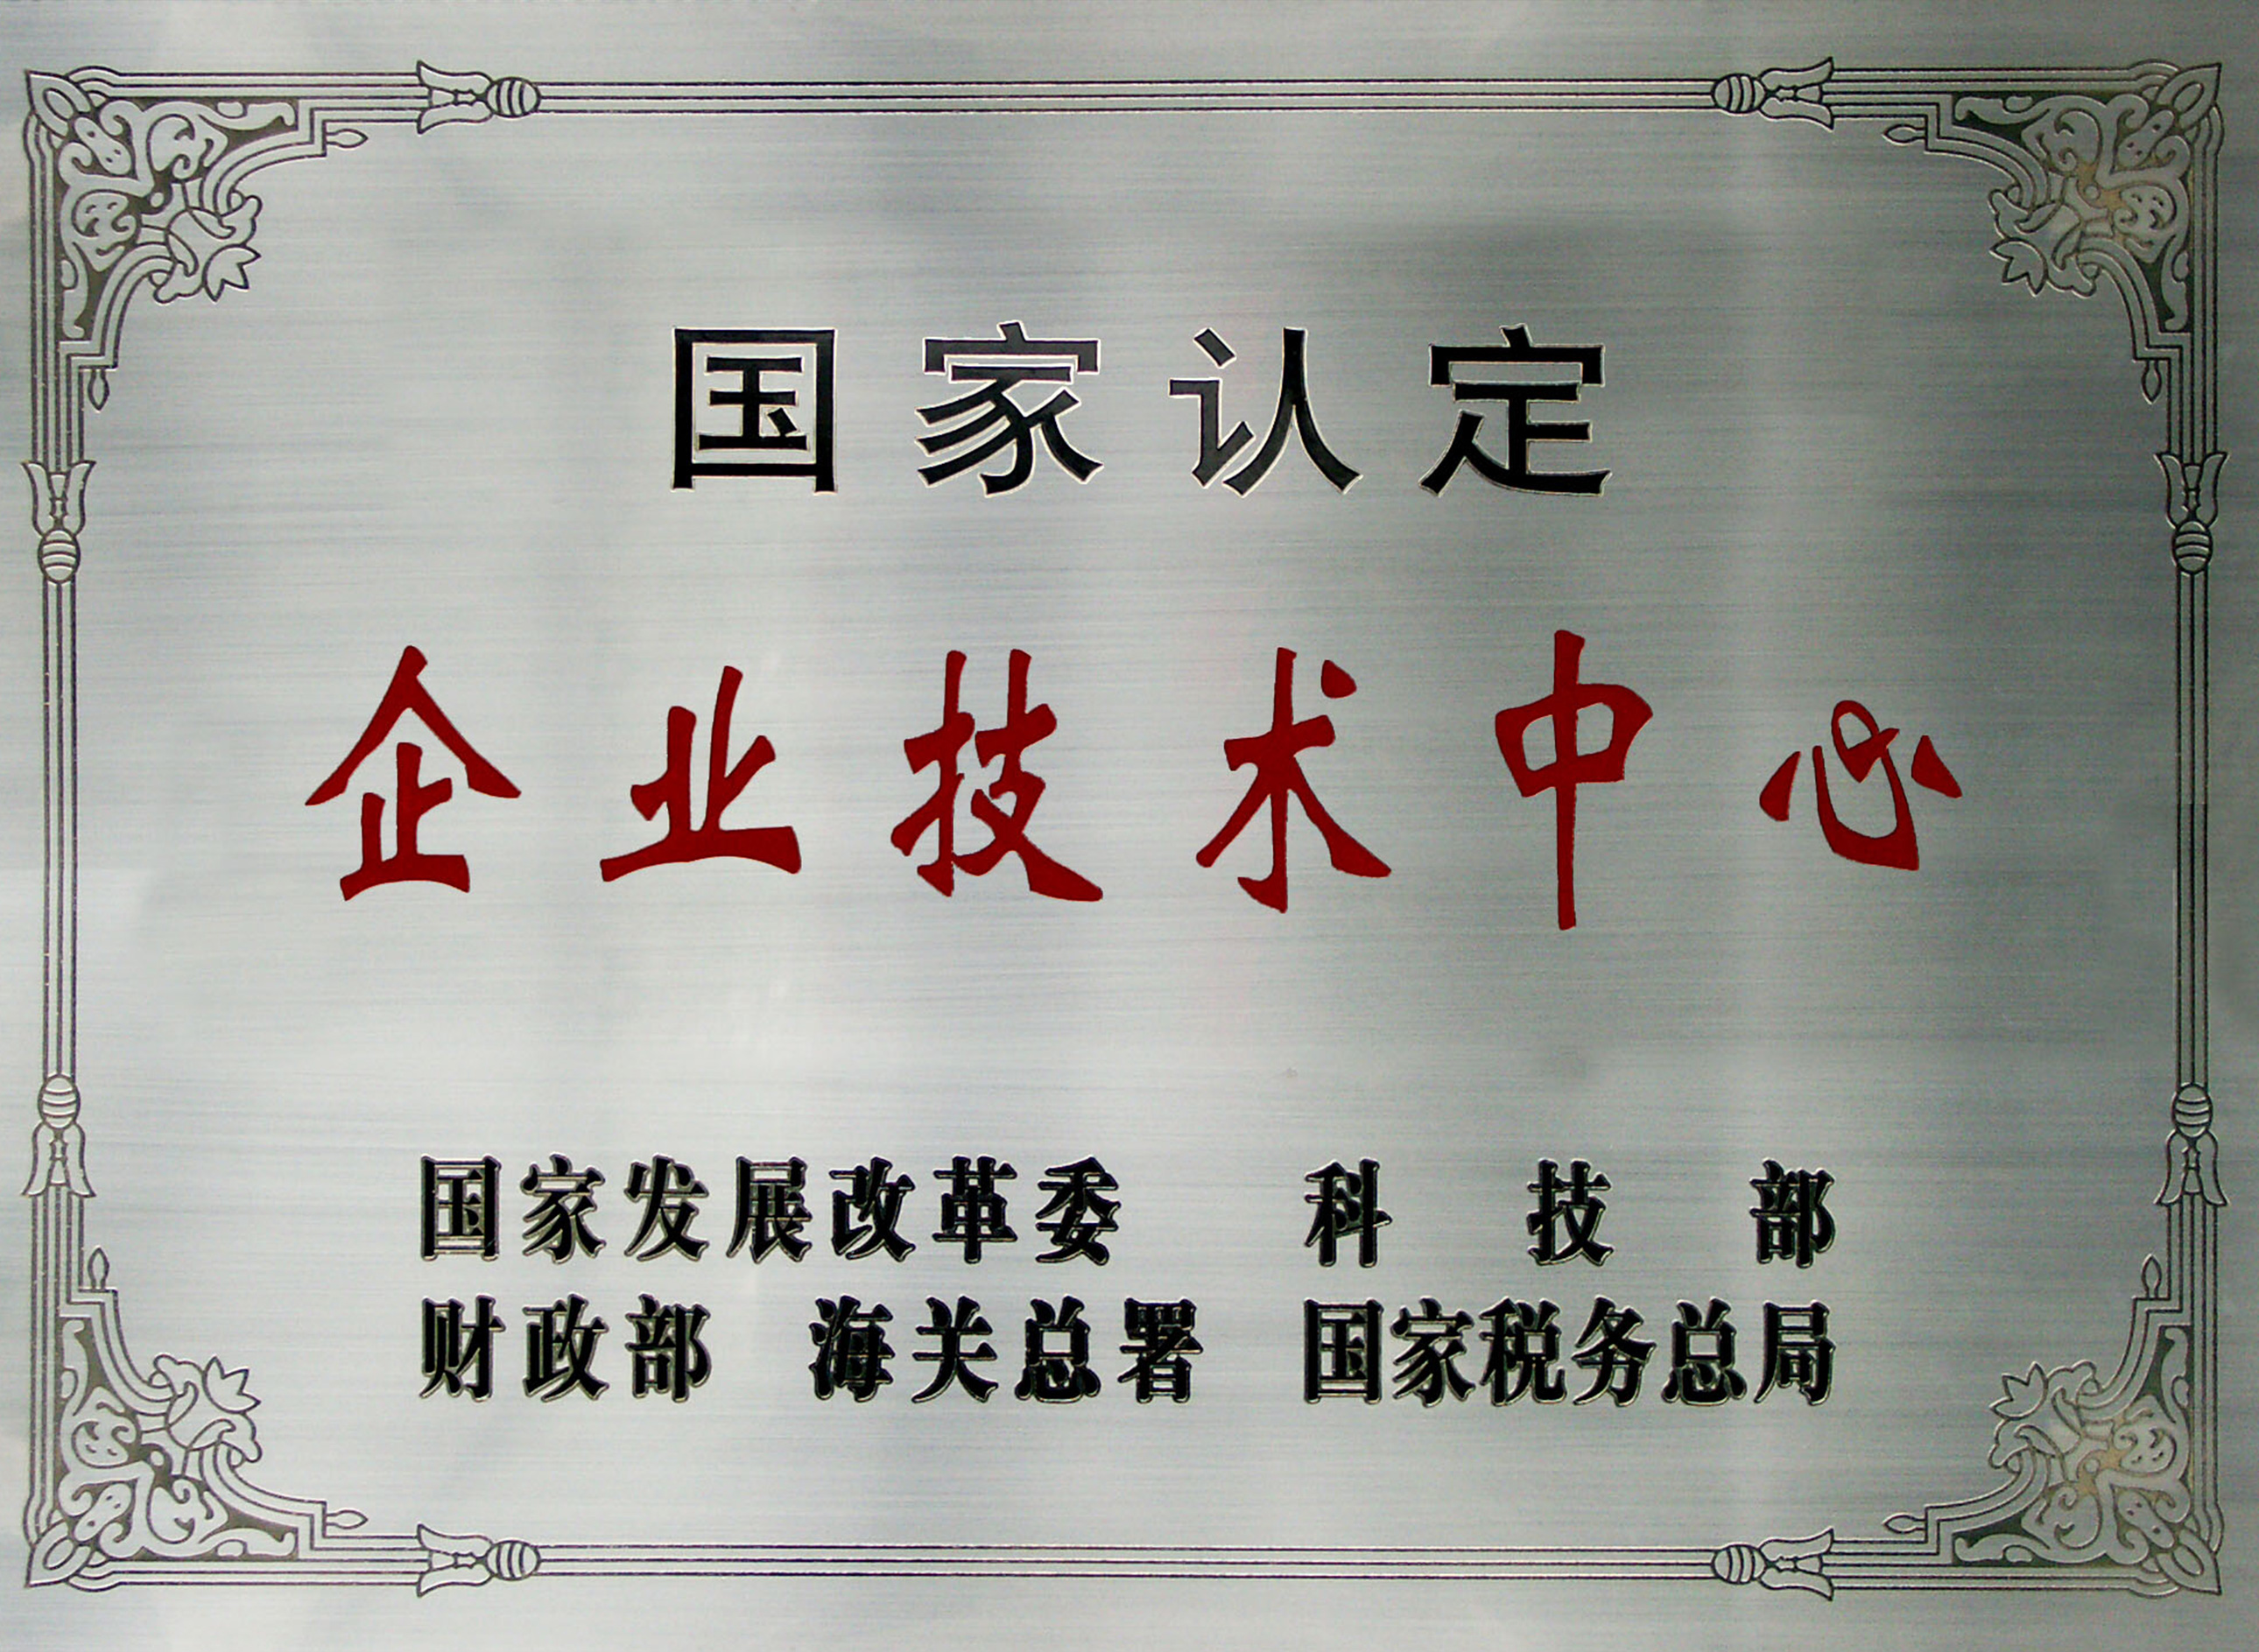 国家认定
企业技术中心
国家发展改革委 科技部
财政部 海关总署 国家税务总局